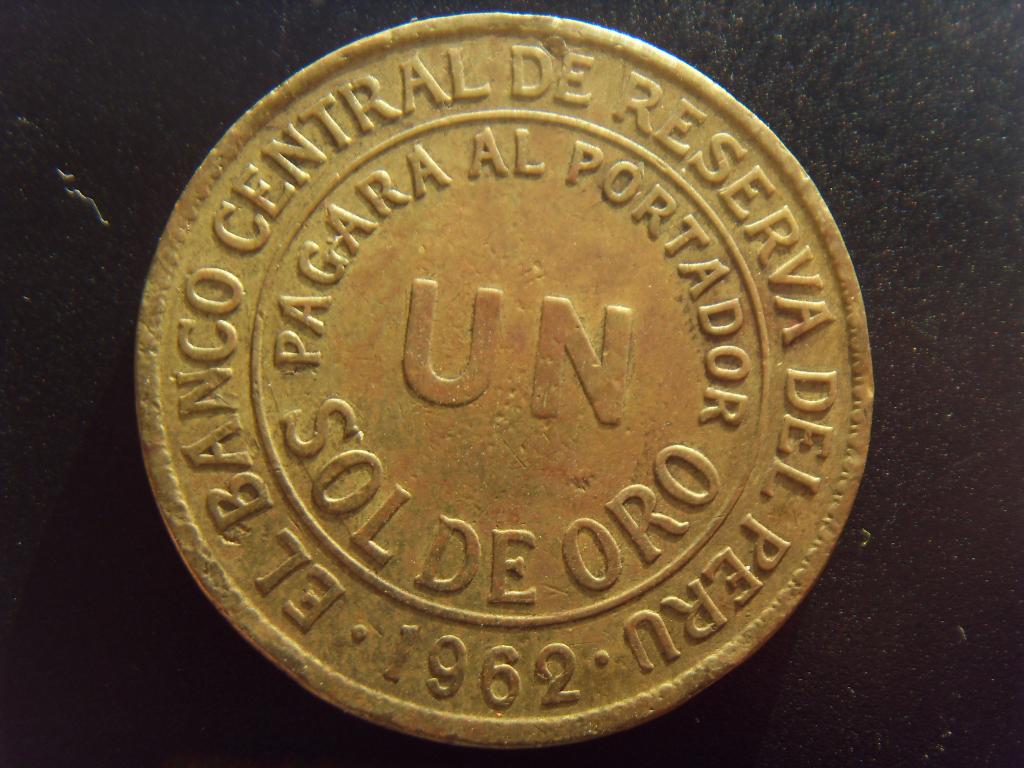 EL BANCO CENTRAL DE RESERVA DEL PERU
PAGARA AL PORTADOR
UN
SOL DE ORO
· 1962 ·